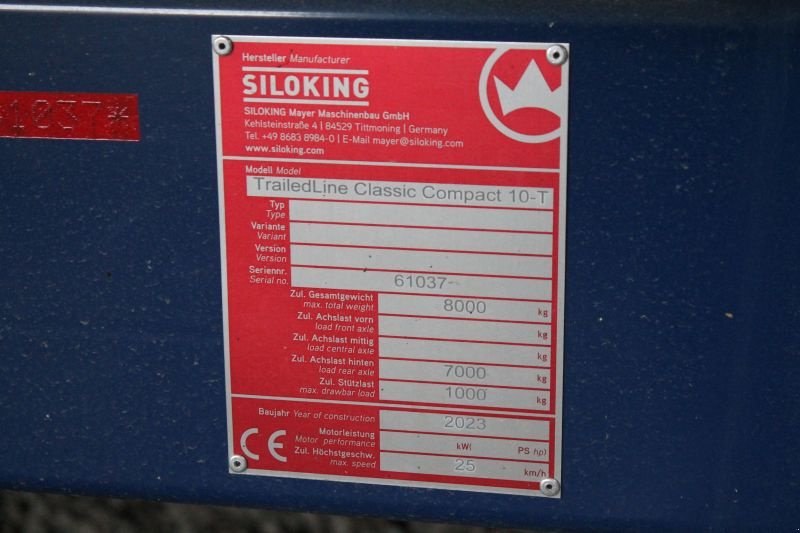 1037*
Hersteller Manufacturer
SILOKING
SILOKING Mayer Maschinenbau GmbH
Kehlsteinstraße 4 | 84529 Tittmoning | Germany
Tel. +49 8683 8984-0 | E-Mail mayer@siloking.com
www.siloking.com
Modell Model
TrailedLine Classic Compact 10-T
Typ
Type
Variante
Variant
Version
Version
Seriennr.
Serial no. 61037-
Zul. Gesamtgewicht
max. total weight 8000 kg
Zul. Achslast vorn
load front axle kg
Zul. Achslast mittig
load central axle kg
Zul. Achslast hinten
load rear axle 7000 kg
Zul. Stützlast
max. drawbar load 1000 kg
Baujahr Year of construction 2023
Motorleistung
Motor performance kW( PS hp)
Zul. Höchstgeschw.
max. speed 25 km/h
CE